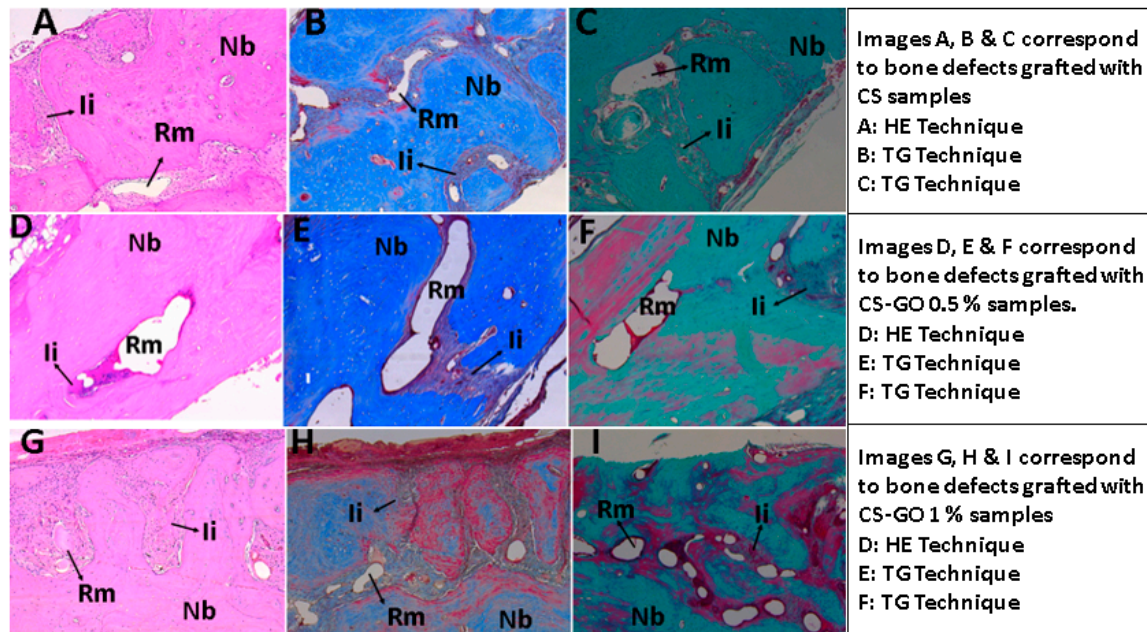 A
Nb
Ii
Rm
B
Nb
Rm
Ii
C
Nb
Rm
Ii
Images A, B & C correspond
to bone defects grafted with
CS samples
A: HE Technique
B: TG Technique
C: TG Technique
D
Nb
Rm
Ii
E
Nb
Rm
Ii
F
Nb
Rm
Ii
Images D, E & F correspond
to bone defects grafted with
CS-GO 0.5 % samples.
D: HE Technique
E: TG Technique
F: TG Technique
G
Ii
Rm
Nb
H
Ii
Rm
Nb
I
Rm
Ii
Nb
Images G, H & I correspond
to bone defects grafted with
CS-GO 1 % samples
D: HE Technique
E: TG Technique
F: TG Technique